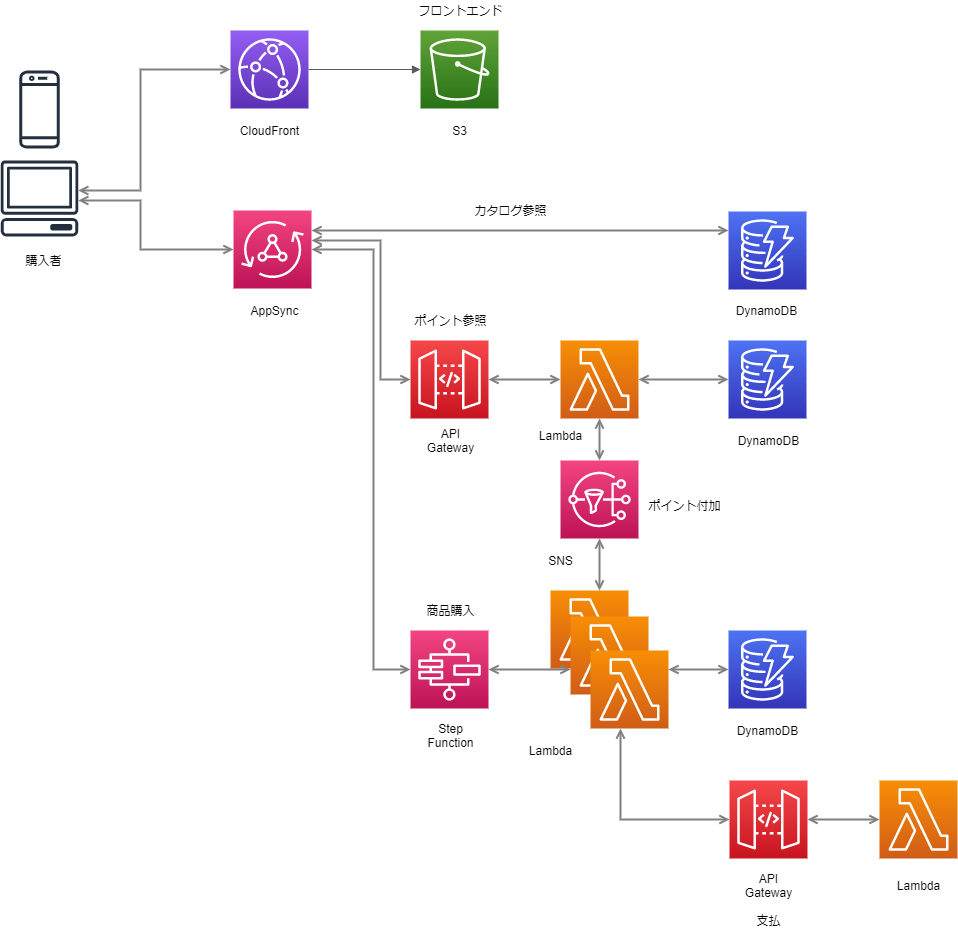 フロントエンド
CloudFront
S3
購入者
カタログ参照
AppSync
DynamoDB
ポイント参照
API
Gateway
Lambda
DynamoDB
ポイント付加
SNS
商品購入
Step
Function
Lambda
DynamoDB
API
Gateway
Lambda
支払